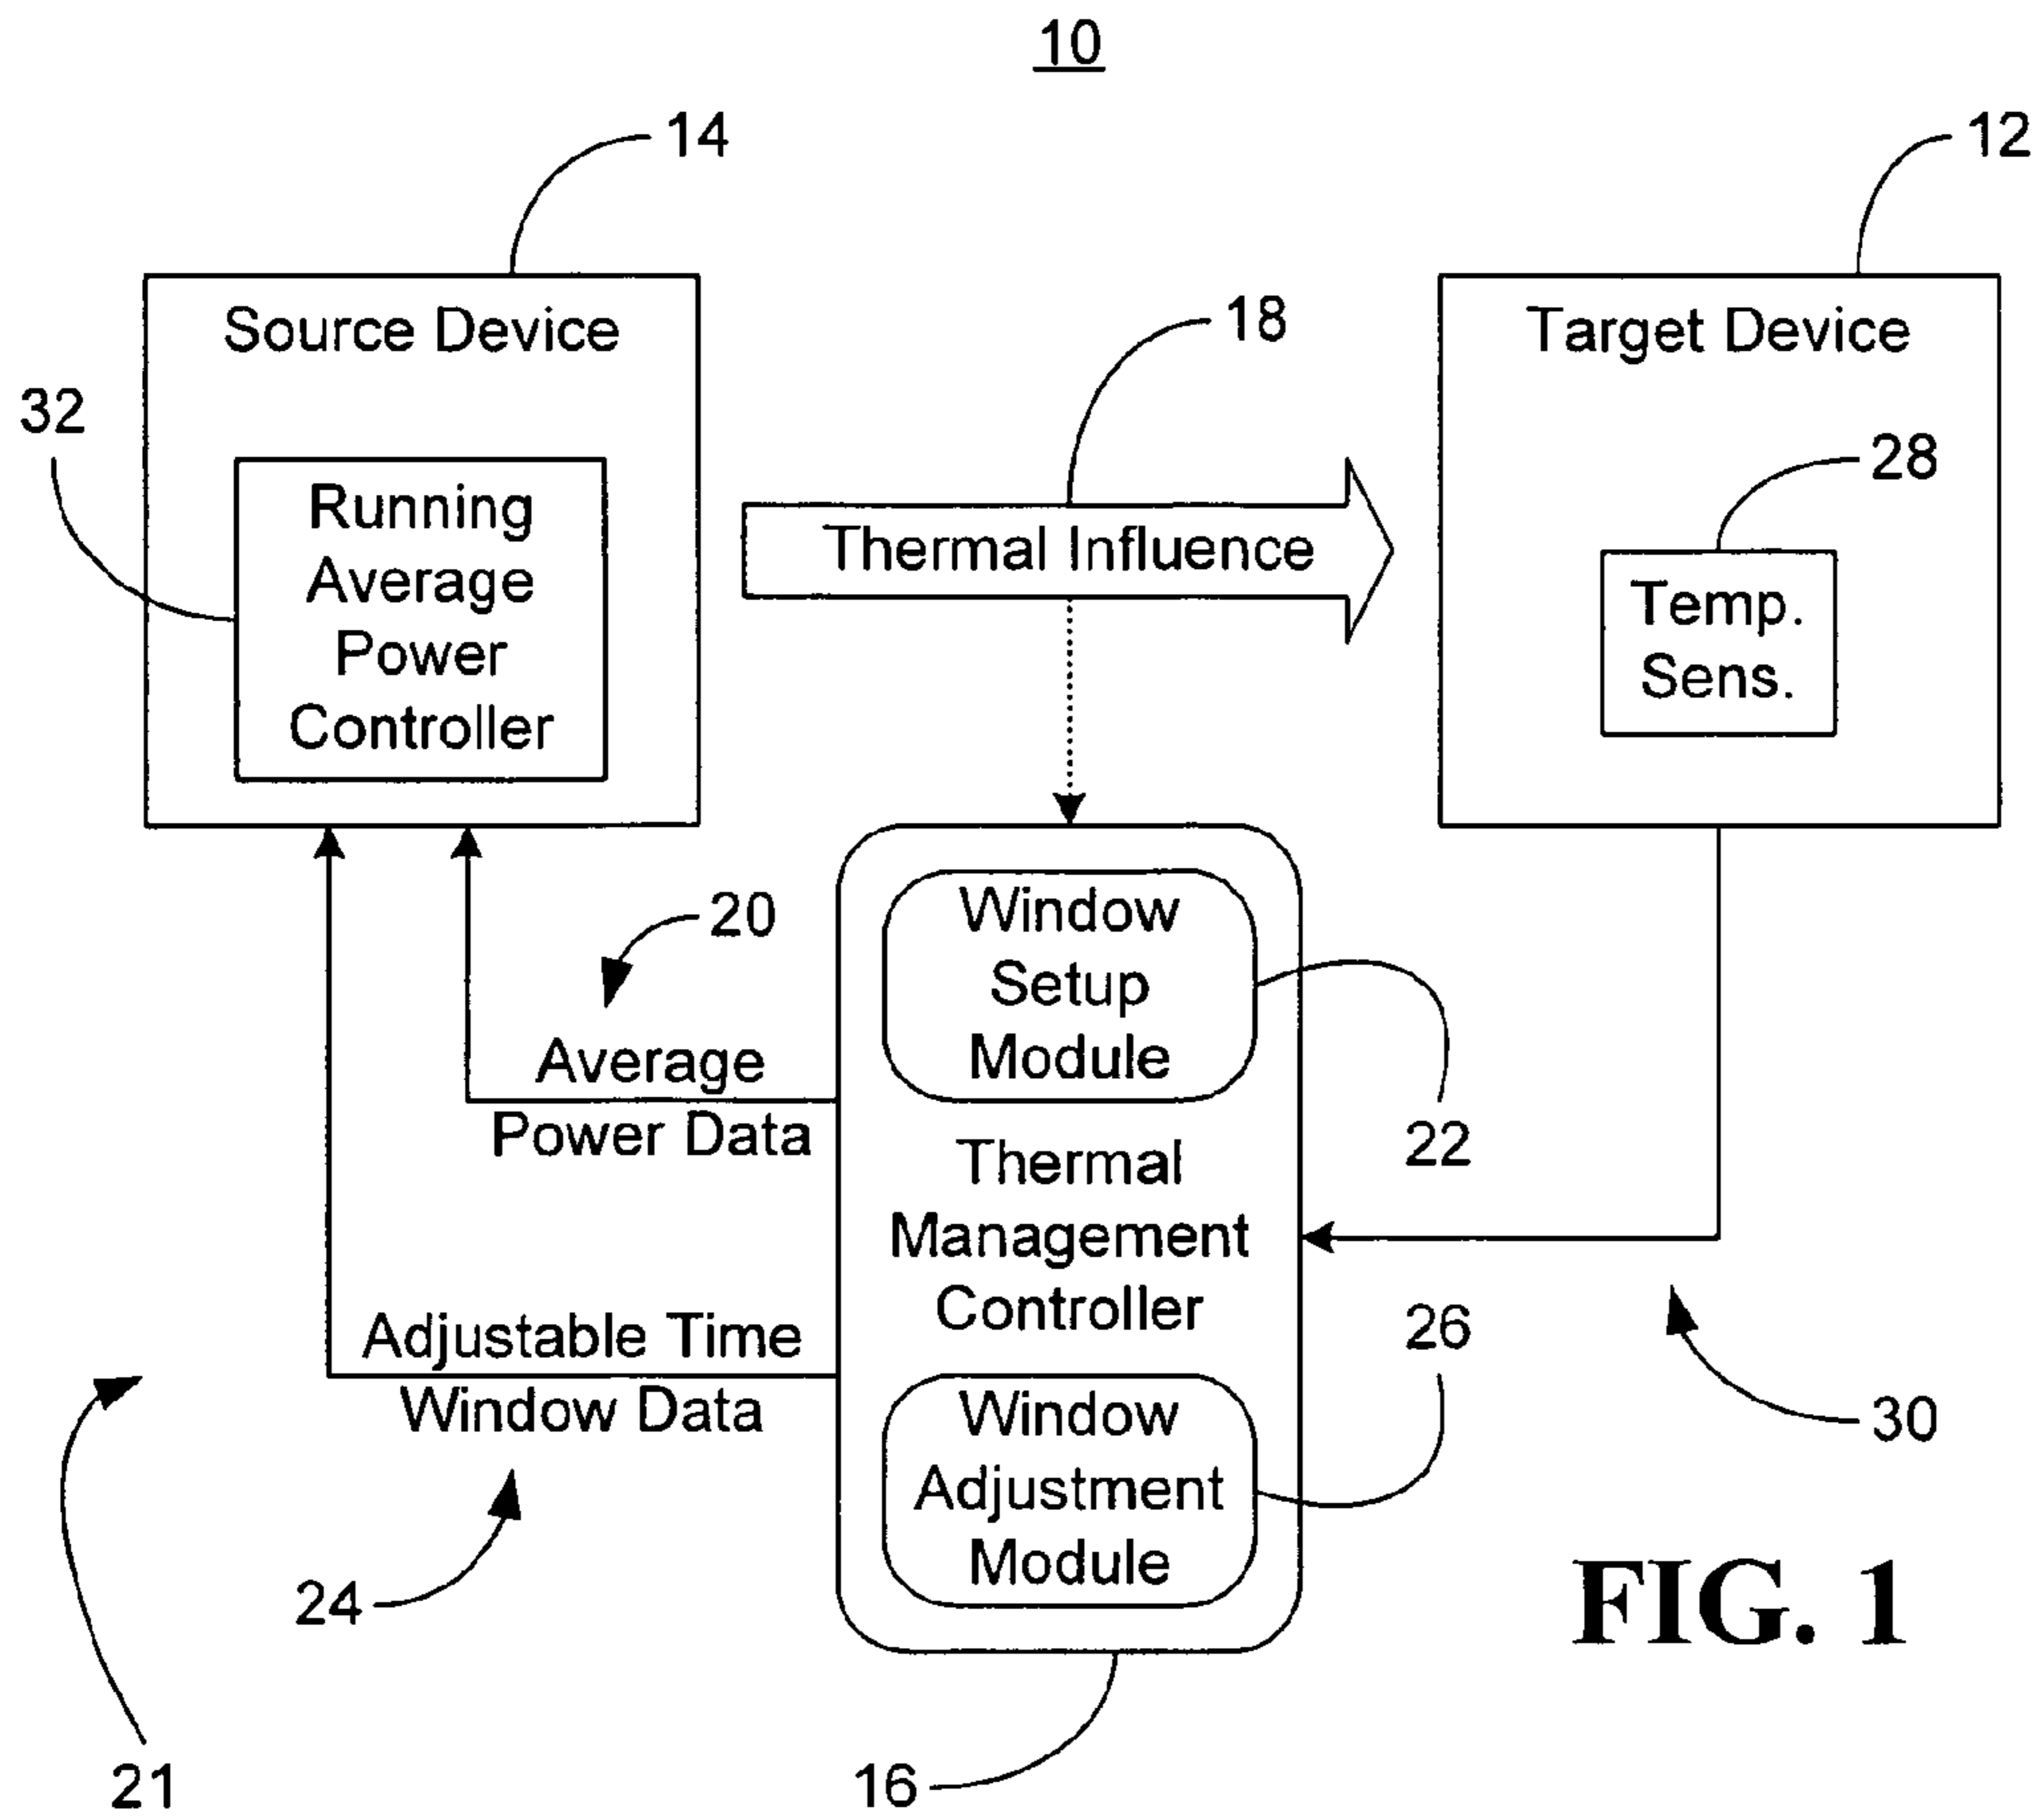 10
14
12
Source Device
18
Target Device
32
28
Running
Average
Power
Controller
Thermal Influence
Temp.
Sens.
20
Window
Setup
Module
Average
Power Data
22
Thermal
Management
Controller
Adjustable Time
Window Data
26
30
Window
Adjustment
Module
24
FIG. 1
21
16